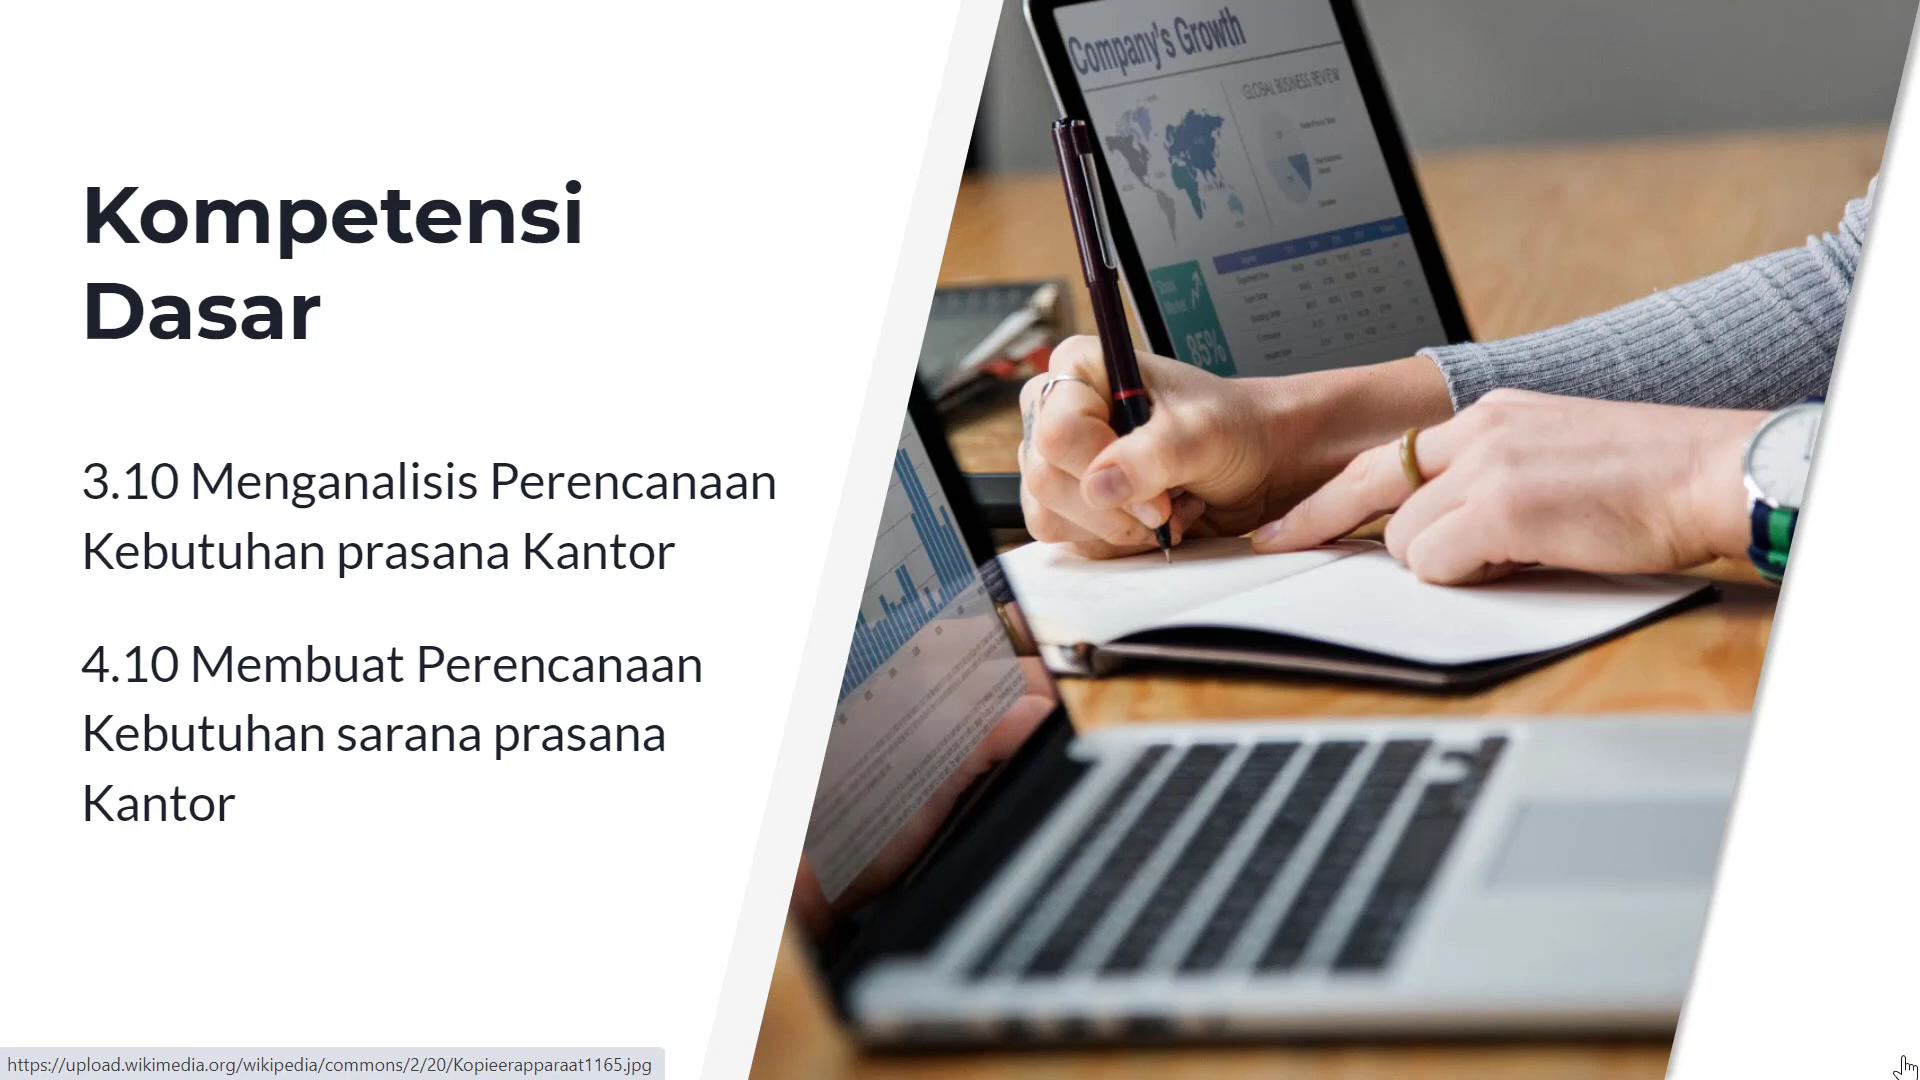 Kompetensi
Dasar
3.10 Menganalisis Perencanaan
Kebutuhan prasana Kantor
4.10 Membuat Perencanaan
Kebutuhan sarana prasana
Kantor
Company's Growth
GLOBAL BUSINESS REVIEW
85%
https://upload.wikimedia.org/wikipedia/commons/2/20/Kopieerapparaat1165.jpg